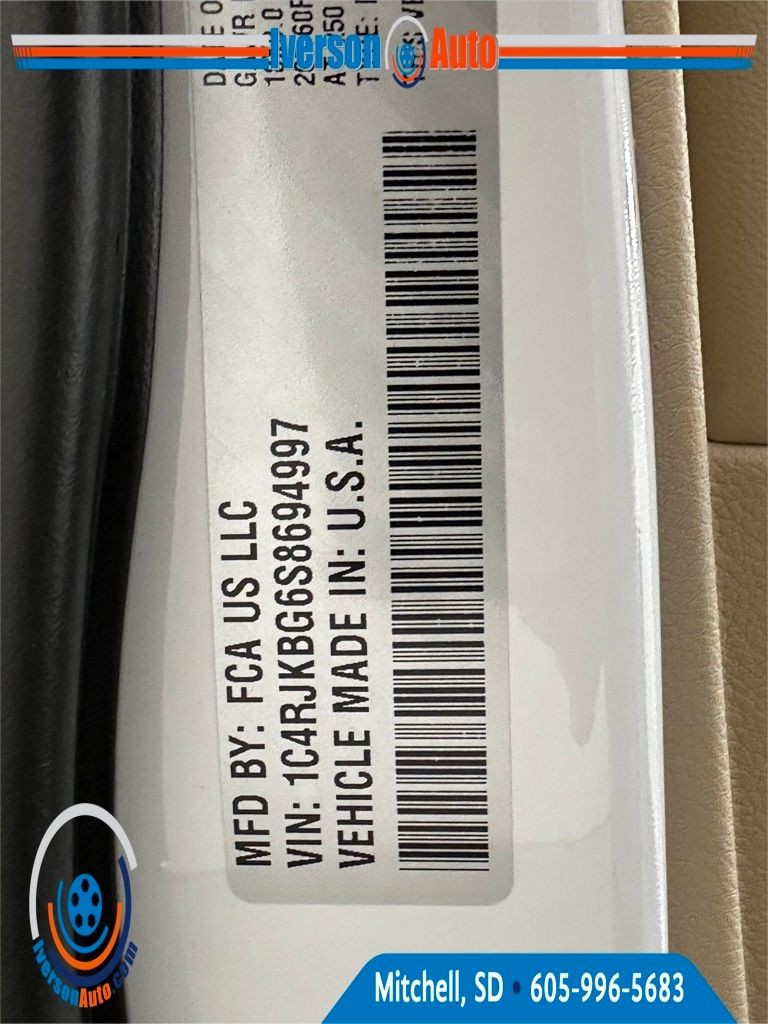 Iverson Auto
MFD BY: FCA US LLC
VIN: 1C4RJKBG6S8694997
VEHICLE MADE IN: U.S.A.
IversonAuto.com
Mitchell, SD • 605-996-5683